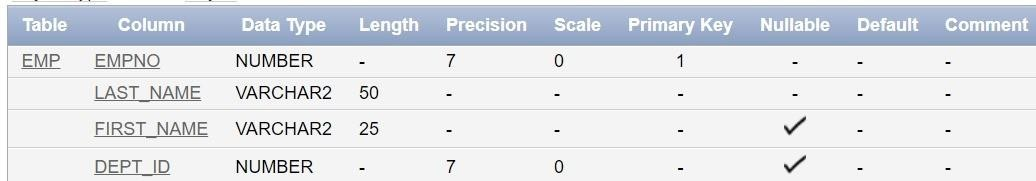 Table Column Data Type Length Precision Scale Primary Key Nullable Default Comment
EMP EMPNO NUMBER - 7 0 1 - - -
LAST_NAME VARCHAR2 50 - - - - - -
FIRST_NAME VARCHAR2 25 - - - ✓ - -
DEPT_ID NUMBER - 7 0 - ✓ - -